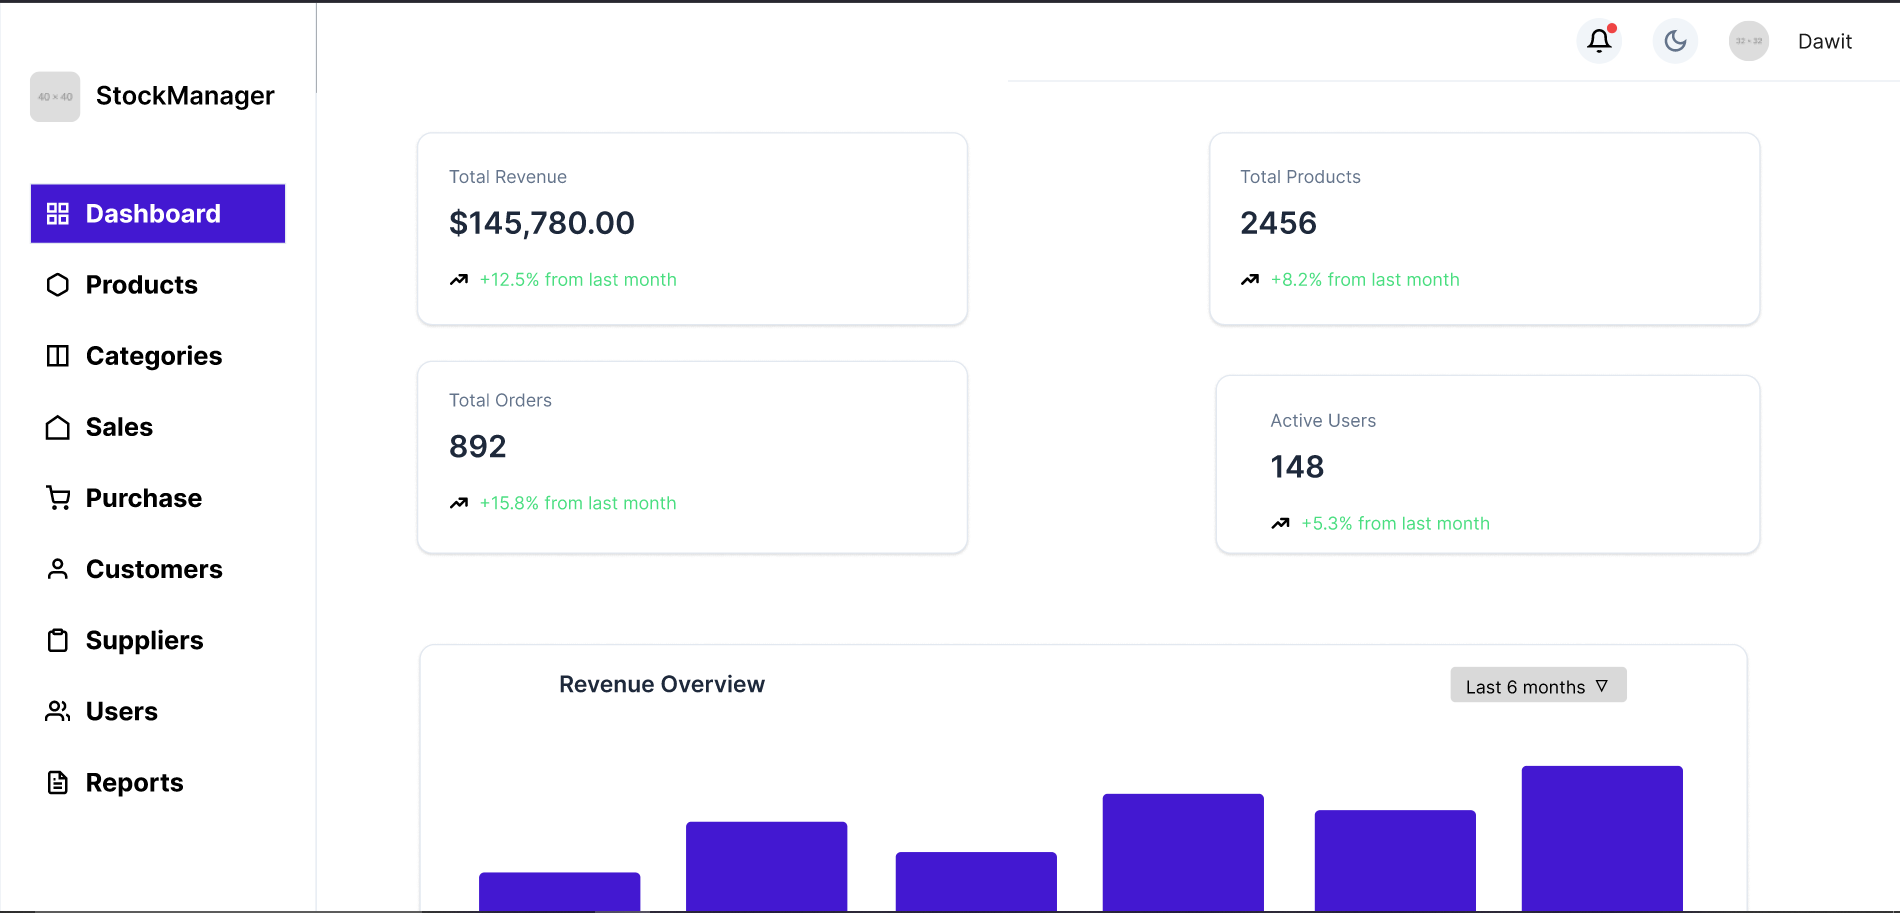 40 × 40
StockManager
Dashboard
Products
Categories
Sales
Purchase
Customers
Suppliers
Users
Reports
32 × 32
Dawit
Total Revenue
$145,780.00
+12.5% from last month
Total Products
2456
+8.2% from last month
Total Orders
892
+15.8% from last month
Active Users
148
+5.3% from last month
Revenue Overview
Last 6 months